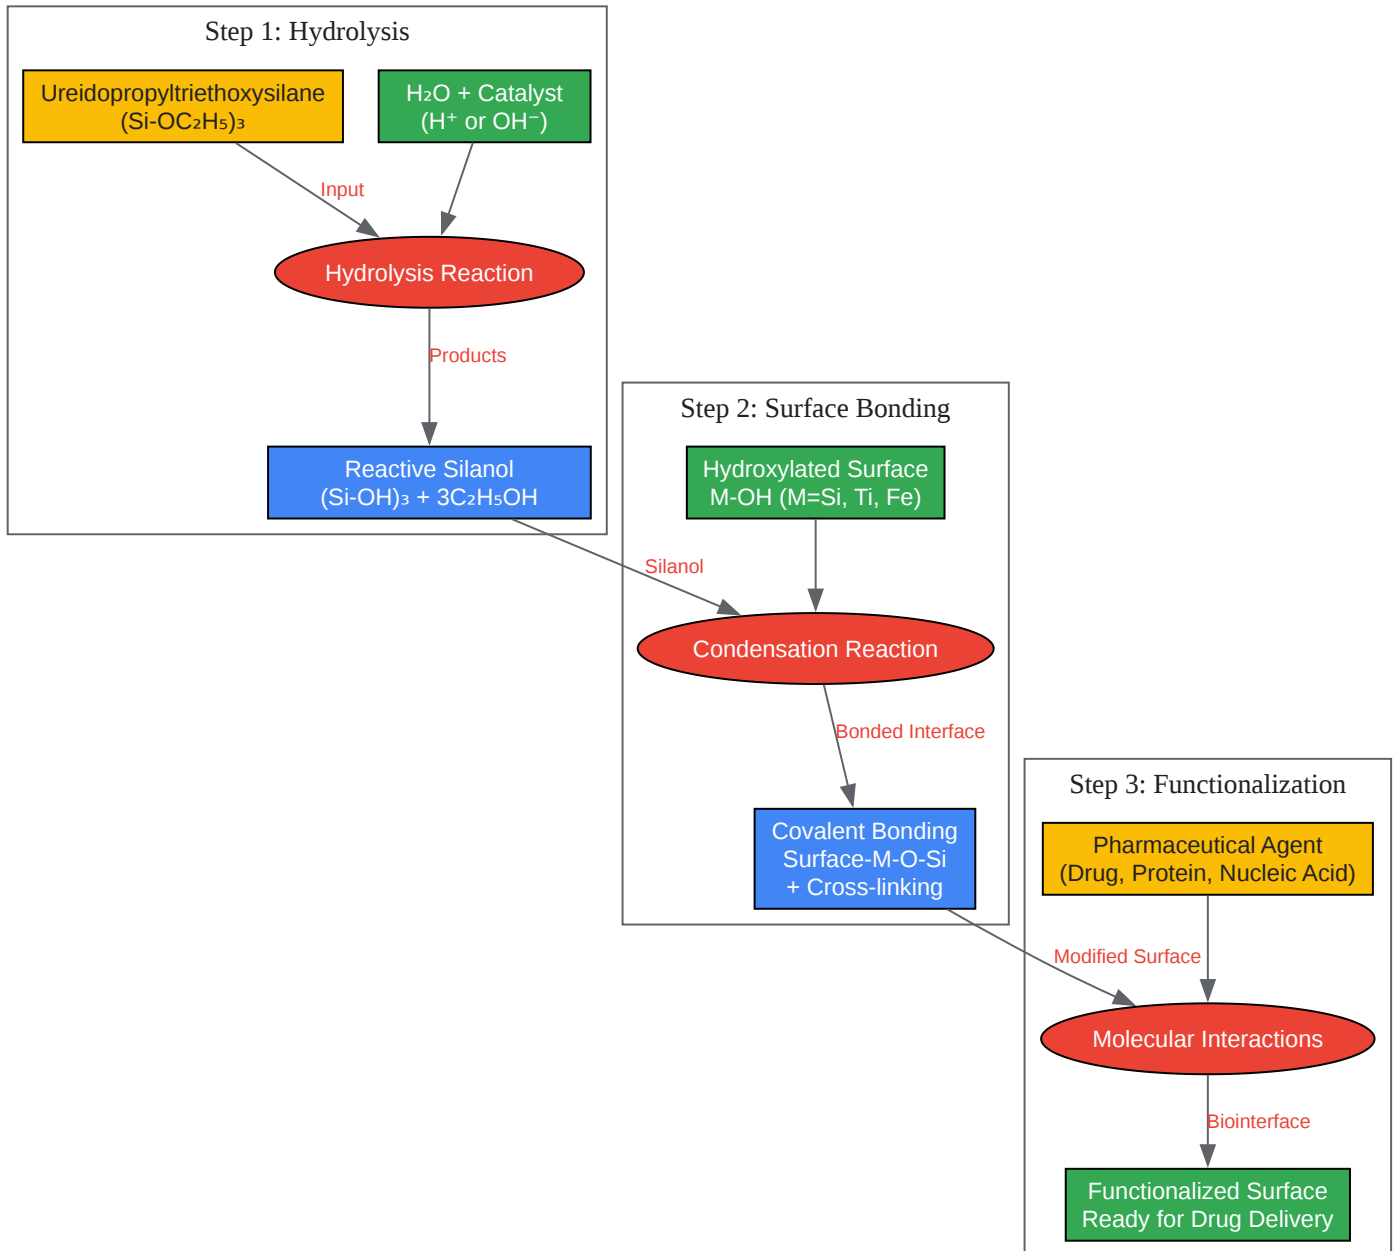 Step 1: Hydrolysis
Ureidopropyltriethoxysilane
(Si-OC₂H₅)₃
H₂O + Catalyst
(H⁺ or OH⁻)
Input
Hydrolysis Reaction
Products
Reactive Silanol
(Si-OH)₃ + 3C₂H₅OH
Step 2: Surface Bonding
Hydroxylated Surface
M-OH (M=Si, Ti, Fe)
Silanol
Condensation Reaction
Bonded Interface
Covalent Bonding
Surface-M-O-Si
+ Cross-linking
Step 3: Functionalization
Pharmaceutical Agent
(Drug, Protein, Nucleic Acid)
Modified Surface
Molecular Interactions
Biointerface
Functionalized Surface
Ready for Drug Delivery